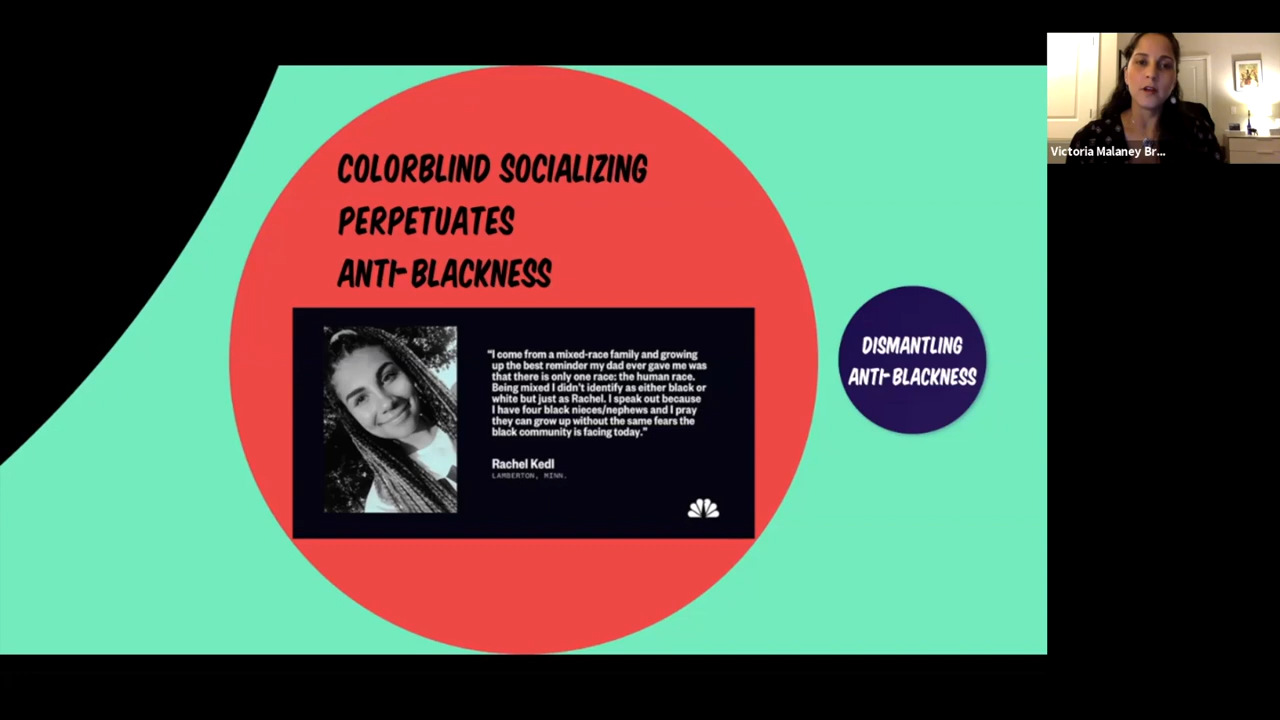 COLORBLIND SOCIALIZING
PERPETUATES
ANTI-BLACKNESS
"I come from a mixed-race family and growing
up the best reminder my dad ever gave me was
that there is only one race: the human race.
Being mixed I didn't identify as either black or
white but just as Rachel. I speak out because
I have four black nieces/nephews and I pray
they can grow up without the same fears the
black community is facing today."
Rachel Kedl
LAMBERTON, MINN.
DISMANTLING
ANTI-BLACKNESS
Victoria Malaney Br...